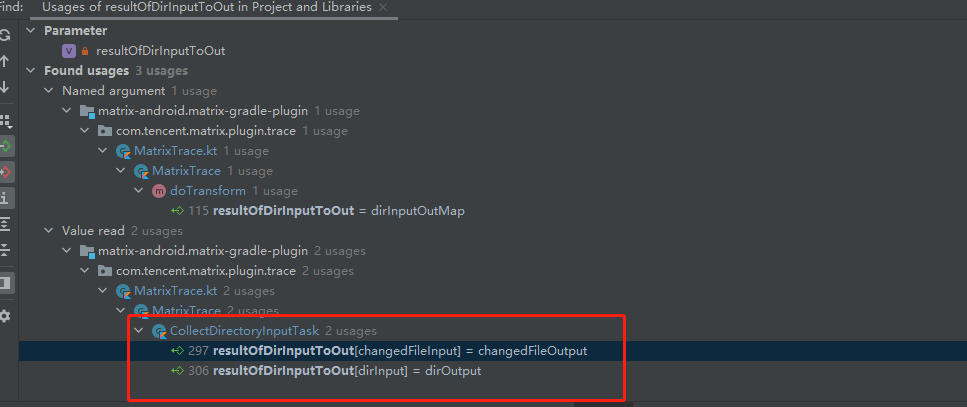 Find: Usages of resultOfDirInputToOut in Project and Libraries
Parameter
V resultOfDirInputToOut
Found usages 3 usages
Named argument 1 usage
matrix-android.matrix-gradle-plugin 1 usage
com.tencent.matrix.plugin.trace 1 usage
MatrixTrace.kt 1 usage
MatrixTrace 1 usage
m doTransform 1 usage
115 resultOfDirInputToOut = dirInputOutMap
Value read 2 usages
matrix-android.matrix-gradle-plugin 2 usages
com.tencent.matrix.plugin.trace 2 usages
MatrixTrace.kt 2 usages
MatrixTrace 2 usages
CollectDirectoryInputTask 2 usages
297 resultOfDirInputToOut[changedFileInput] = changedFileOutput
306 resultOfDirInputToOut[dirInput] = dirOutput